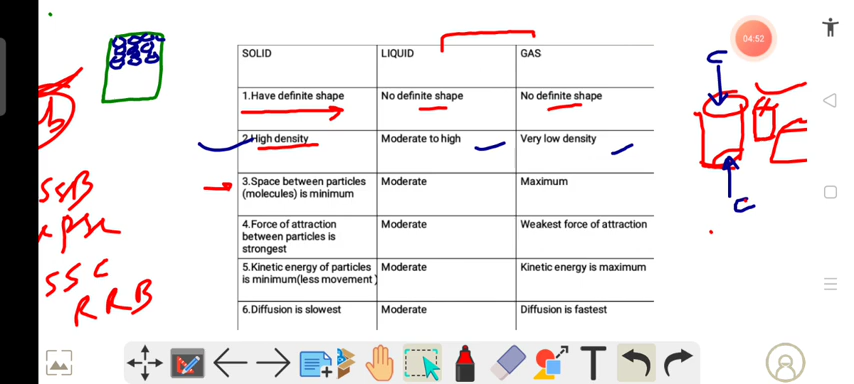 04:52
SOLID LIQUID GAS
1.Have definite shape No definite shape No definite shape
2.High density Moderate to high Very low density
3.Space between particles Moderate Maximum
(molecules) is minimum
4.Force of attraction Moderate Weakest force of attraction
between particles is
strongest
5.Kinetic energy of particles Moderate Kinetic energy is maximum
is minimum(less movement )
6.Diffusion is slowest Moderate Diffusion is fastest
SSB
SSC
RRB
C
C
T